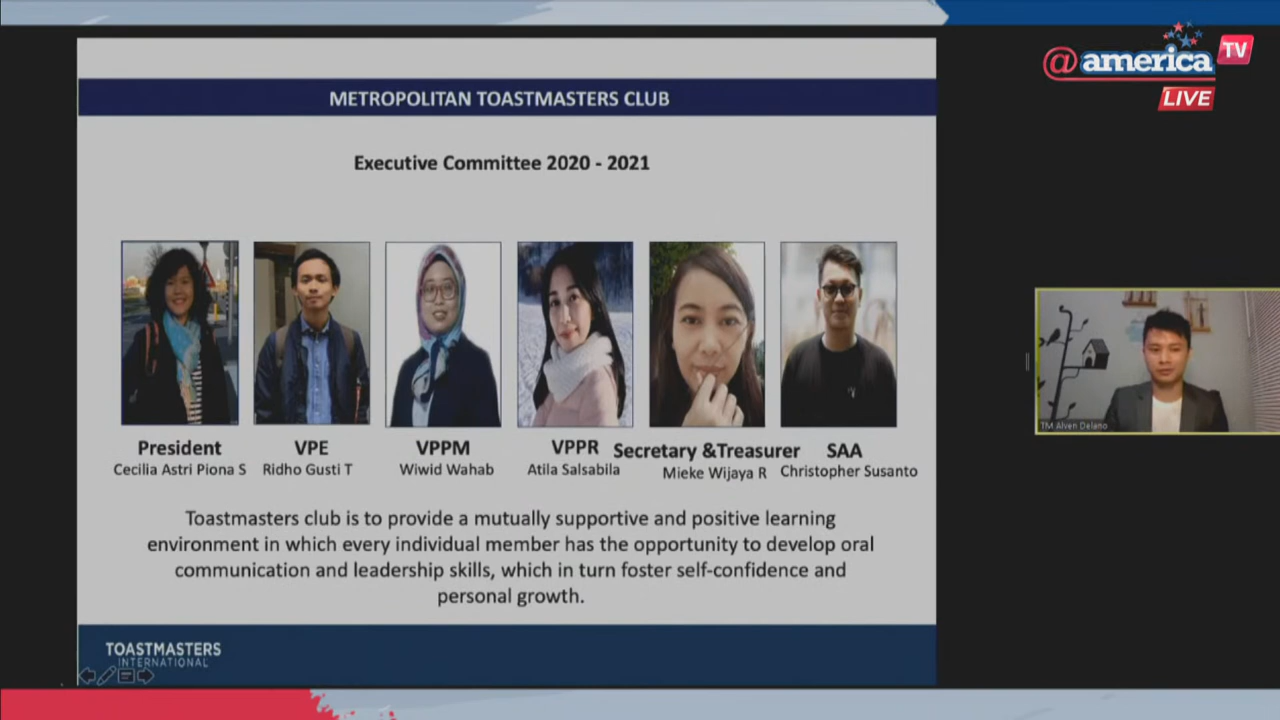 @america TV
LIVE
METROPOLITAN TOASTMASTERS CLUB
Executive Committee 2020 - 2021
President
Cecilia Astri Piona S
VPE
Ridho Gusti T
VPPM
Wiwid Wahab
VPPR
Atila Salsabila
Secretary &Treasurer
Mieke Wijaya R
SAA
Christopher Susanto
Toastmasters club is to provide a mutually supportive and positive learning
environment in which every individual member has the opportunity to develop oral
communication and leadership skills, which in turn foster self-confidence and
personal growth.
TOASTMASTERS
INTERNATIONAL
TM Alven Delano